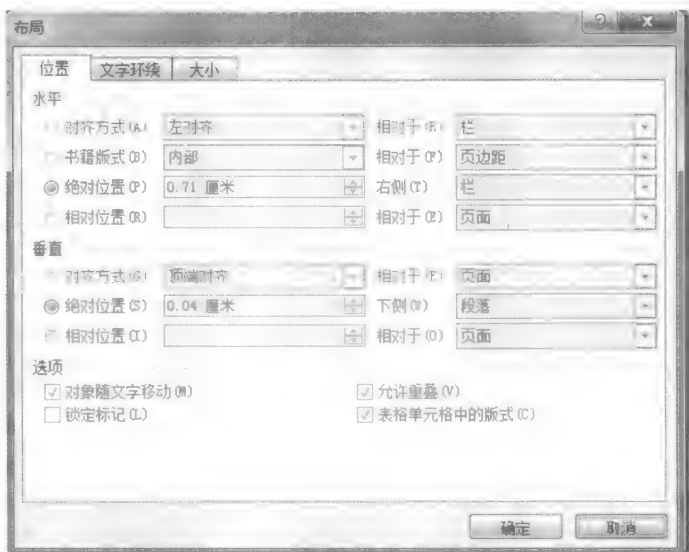 布局
位置 文字环绕 大小
水平
对齐方式(A) 左对齐 相对于(R) 栏
书籍版式(B) 内部 相对于(F) 页边距
绝对位置(P) 0.71 厘米 右侧(T) 栏
相对位置(R) 相对于(E) 页面
垂直
对齐方式(G) 顶端对齐 相对于(E) 页面
绝对位置(S) 0.04 厘米 下侧(W) 段落
相对位置(I) 相对于(O) 页面
选项
对象随文字移动(M) 允许重叠(V)
锁定标记(L) 表格单元格中的版式(C)
确定 取消